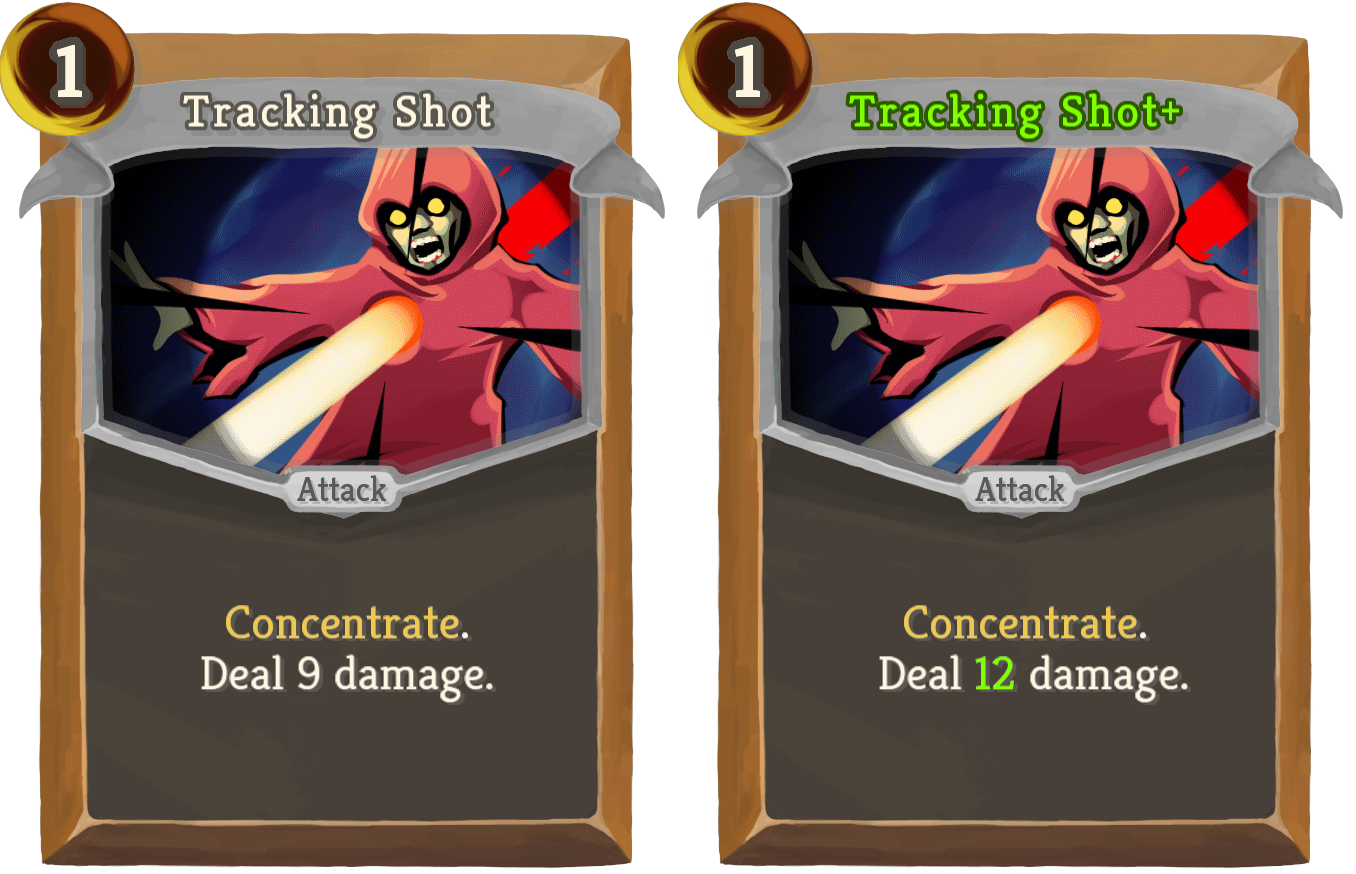 1
Tracking Shot
Attack
Concentrate.
Deal 9 damage.
1
Tracking Shot+
Attack
Concentrate.
Deal 12 damage.